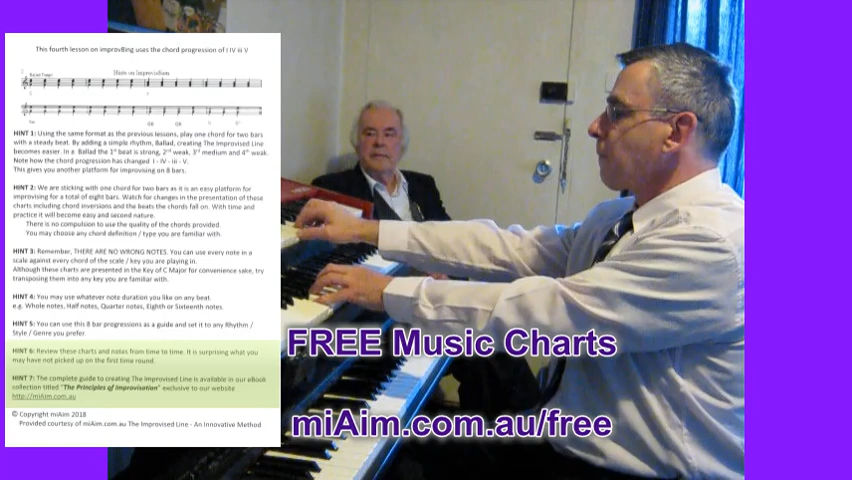 This fourth lesson on improvising uses the chord progression of I IV iii V
HINT 1: Using the same format as the previous lessons, play one chord for two bars
with a steady beat. By adding a simple rhythm, Ballad, creating The Improvised Line
becomes easier. In a Ballad the 1st beat is strong, 2nd weak, 3rd medium and 4th weak.
Note how the chord progression has changed I - IV - iii - V.
This gives you another platform for improvising on 8 bars.
HINT 2: We are sticking with one chord for two bars as it is an easy platform for
improvising for a total of eight bars. Watch for changes in the presentation of these
charts including chord inversions and the beats the chords fall on. With time and
practice it will become easy and second nature.
There is no compulsion to use the quality of the chords provided.
You may choose any chord definition / type you are familiar with.
HINT 3: Remember, THERE ARE NO WRONG NOTES. You can use every note in a
scale against every chord of the scale / key you are playing in.
Although these charts are presented in the Key of C Major for convenience sake, try
transposing them into any key you are familiar with.
HINT 4: You may use whatever note duration you like on any beat.
e.g. Whole notes, Half notes, Quarter notes, Eighth or Sixteenth notes.
HINT 5: You can use this 8 bar progressions as a guide and set it to any Rhythm /
Style / Genre you prefer.
HINT 6: Review these charts and notes from time to time. It is surprising what you
may have not picked up on the first time round.
HINT 7: The complete guide to creating The Improvised Line is available in our eBook
collection titled "The Principles of Improvisation" exclusive to our website
http://miAim.com.au
© Copyright miAim 2018
Provided courtesy of miAim.com.au The Improvised Line - An Innovative Method
FREE Music Charts
miAim.com.au/free